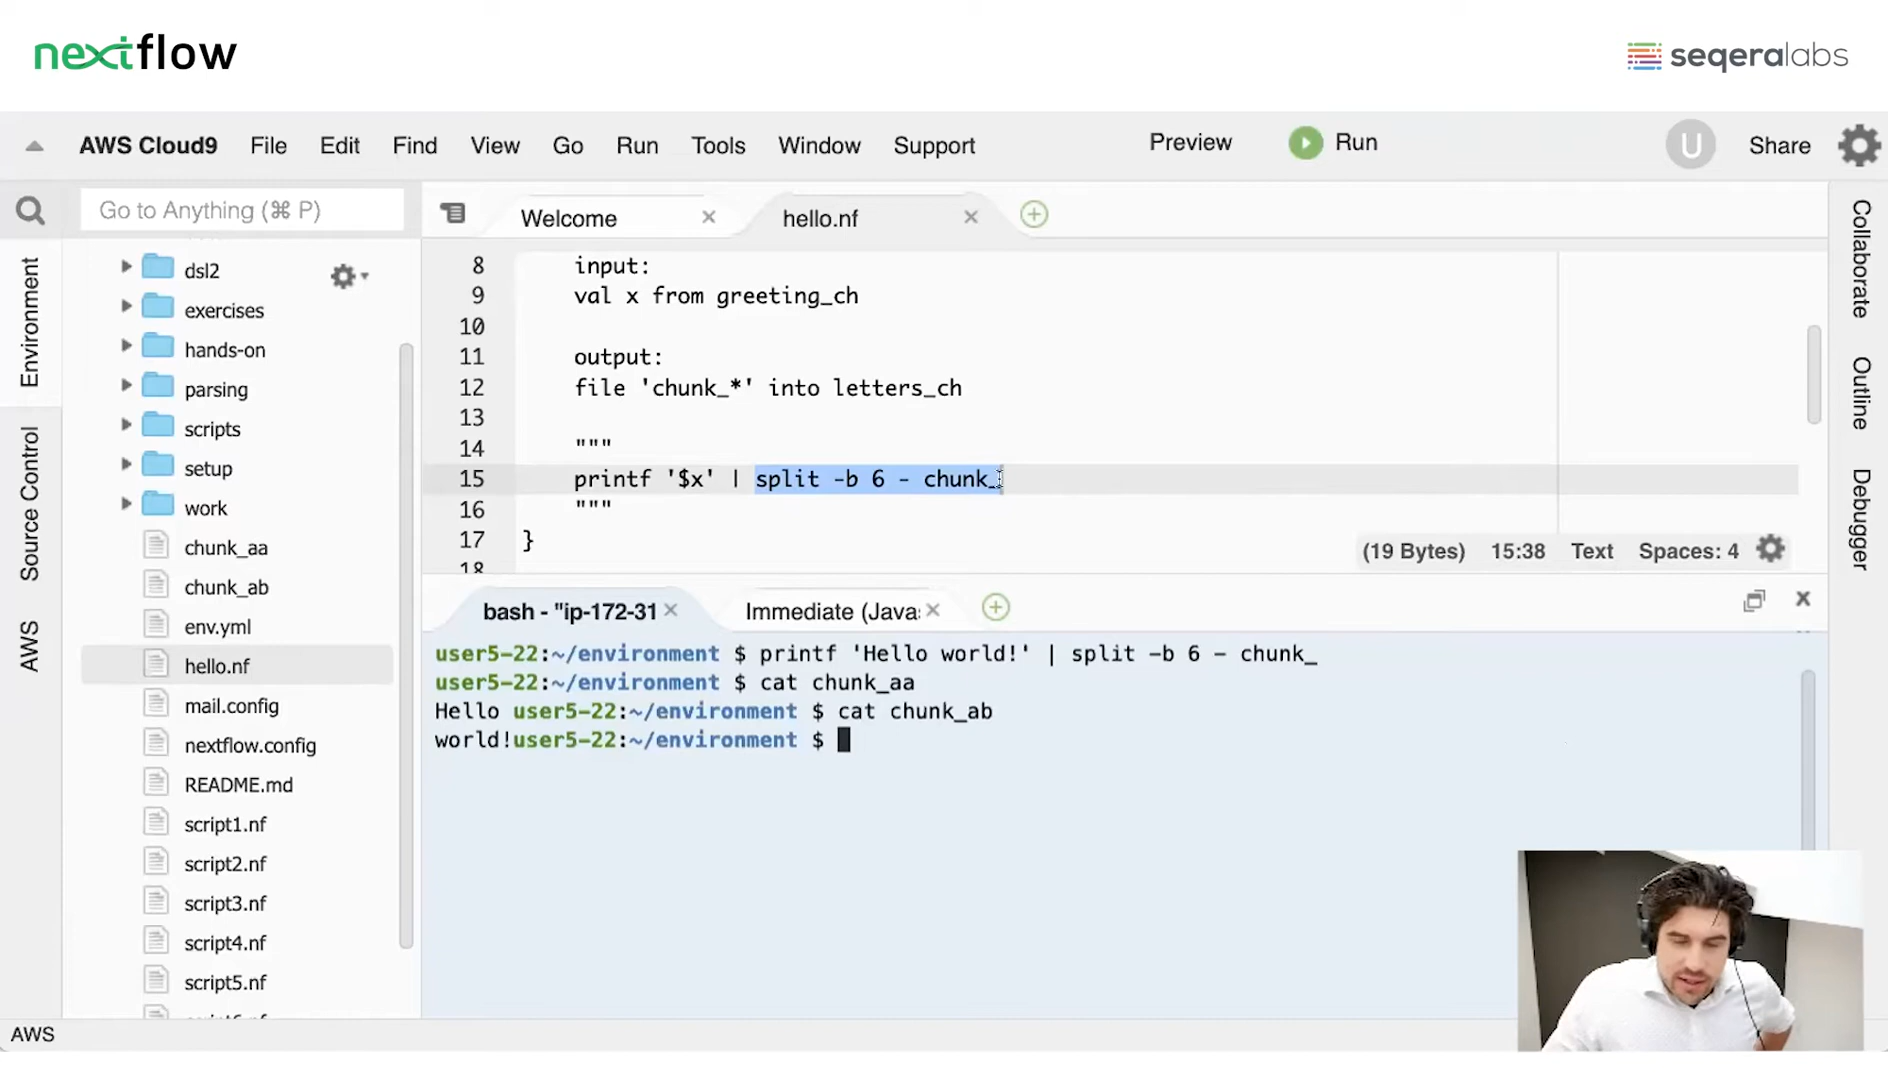 nextflow
seqeralabs
AWS Cloud9 File Edit Find View Go Run Tools Window Support Preview Run U Share
Go to Anything (⌘ P)
Welcome
hello.nf
Environment
Source Control
AWS
dsl2
exercises
hands-on
parsing
scripts
setup
work
chunk_aa
chunk_ab
env.yml
hello.nf
mail.config
nextflow.config
README.md
script1.nf
script2.nf
script3.nf
script4.nf
script5.nf
8 input:
9 val x from greeting_ch
10
11 output:
12 file 'chunk_*' into letters_ch
13
14 """
15 printf '$x' | split -b 6 - chunk_
16 """
17 }
18
(19 Bytes) 15:38 Text Spaces: 4
bash - "ip-172-31
Immediate (Java
user5-22:~/environment $ printf 'Hello world!' | split -b 6 - chunk_
user5-22:~/environment $ cat chunk_aa
Hello user5-22:~/environment $ cat chunk_ab
world!user5-22:~/environment $
Collaborate
Outline
Debugger
AWS